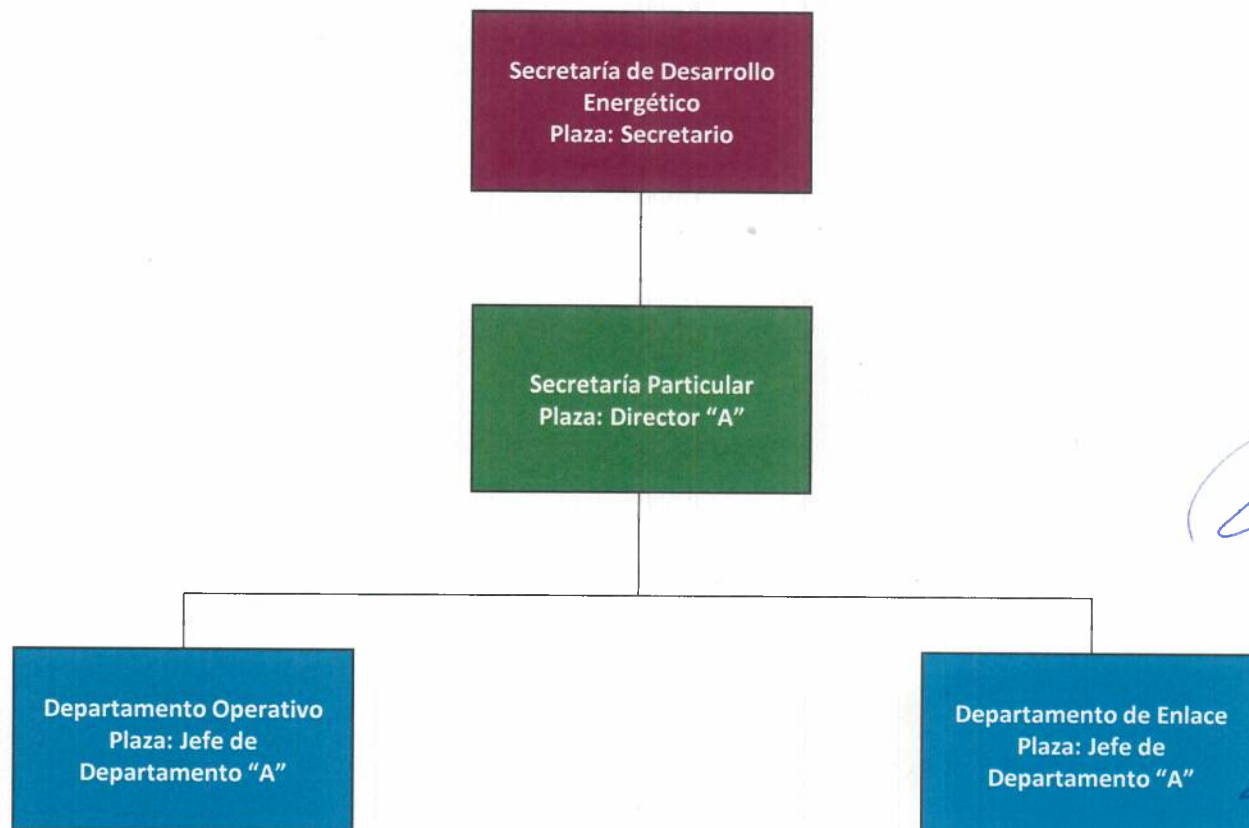 Secretaría de Desarrollo
Energético
Plaza: Secretario
Secretaría Particular
Plaza: Director “A”
Departamento Operativo
Plaza: Jefe de
Departamento “A”
Departamento de Enlace
Plaza: Jefe de
Departamento “A”